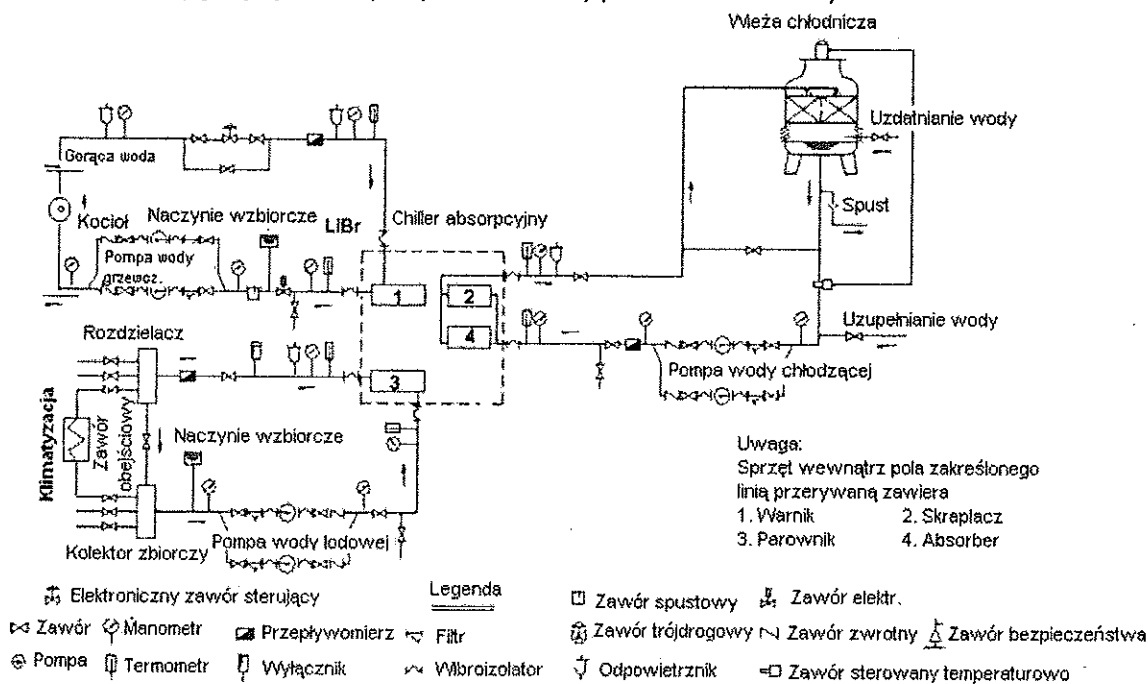 Wieża chłodnicza
Uzdatnianie wody
Gorąca woda
Spust
Kocioł
Naczynie wzbiorcze
LiBr
Chiller absorpcyjny
Pompa wody
grzewcz.
1
2
4
3
Uzupełnianie wody
Pompa wody chłodzącej
Rozdzielacz
Klimatyzacja
Zawór
obejściowy
Naczynie wzbiorcze
Pompa wody lodowej
Kolektor zbiorczy
Uwaga:
Sprzęt wewnątrz pola zakreślonego
linią przerywaną zawiera
1. Warnik 2. Skraplacz
3. Parownik 4. Absorber
Legenda
Elektroniczny zawór sterujący
Zawór spustowy Zawór elektr.
Zawór Manometr Przepływomierz Filtr Zawór trójdrogowy Zawór zwrotny Zawór bezpieczeństwa
Pompa Termometr Wyłącznik Wibroizolator Odpowietrznik Zawór sterowany temperaturowo